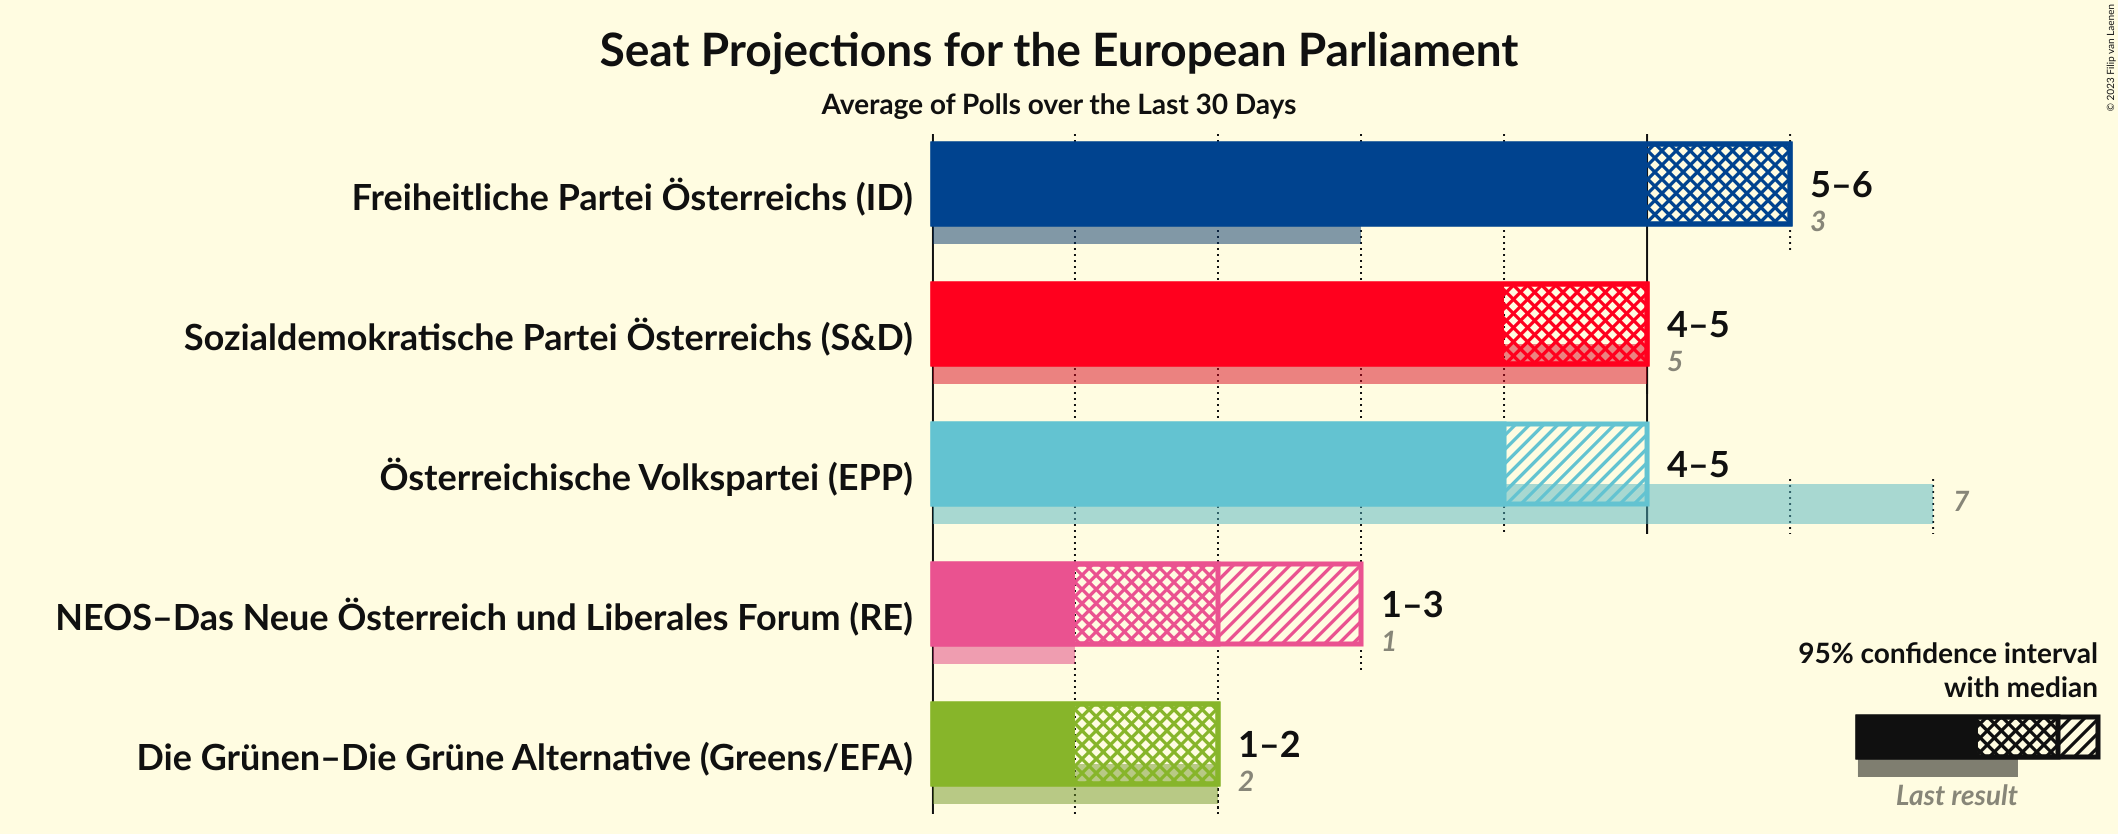 Seat Projections for the European Parliament
Average of Polls over the Last 30 Days
© 2023 Filip van Laenen
Freiheitliche Partei Österreichs (ID)
5–6
3
Sozialdemokratische Partei Österreichs (S&D)
4–5
5
Österreichische Volkspartei (EPP)
4–5
7
NEOS–Das Neue Österreich und Liberales Forum (RE)
1–3
1
Die Grünen–Die Grüne Alternative (Greens/EFA)
1–2
2
95% confidence interval
with median
Last result